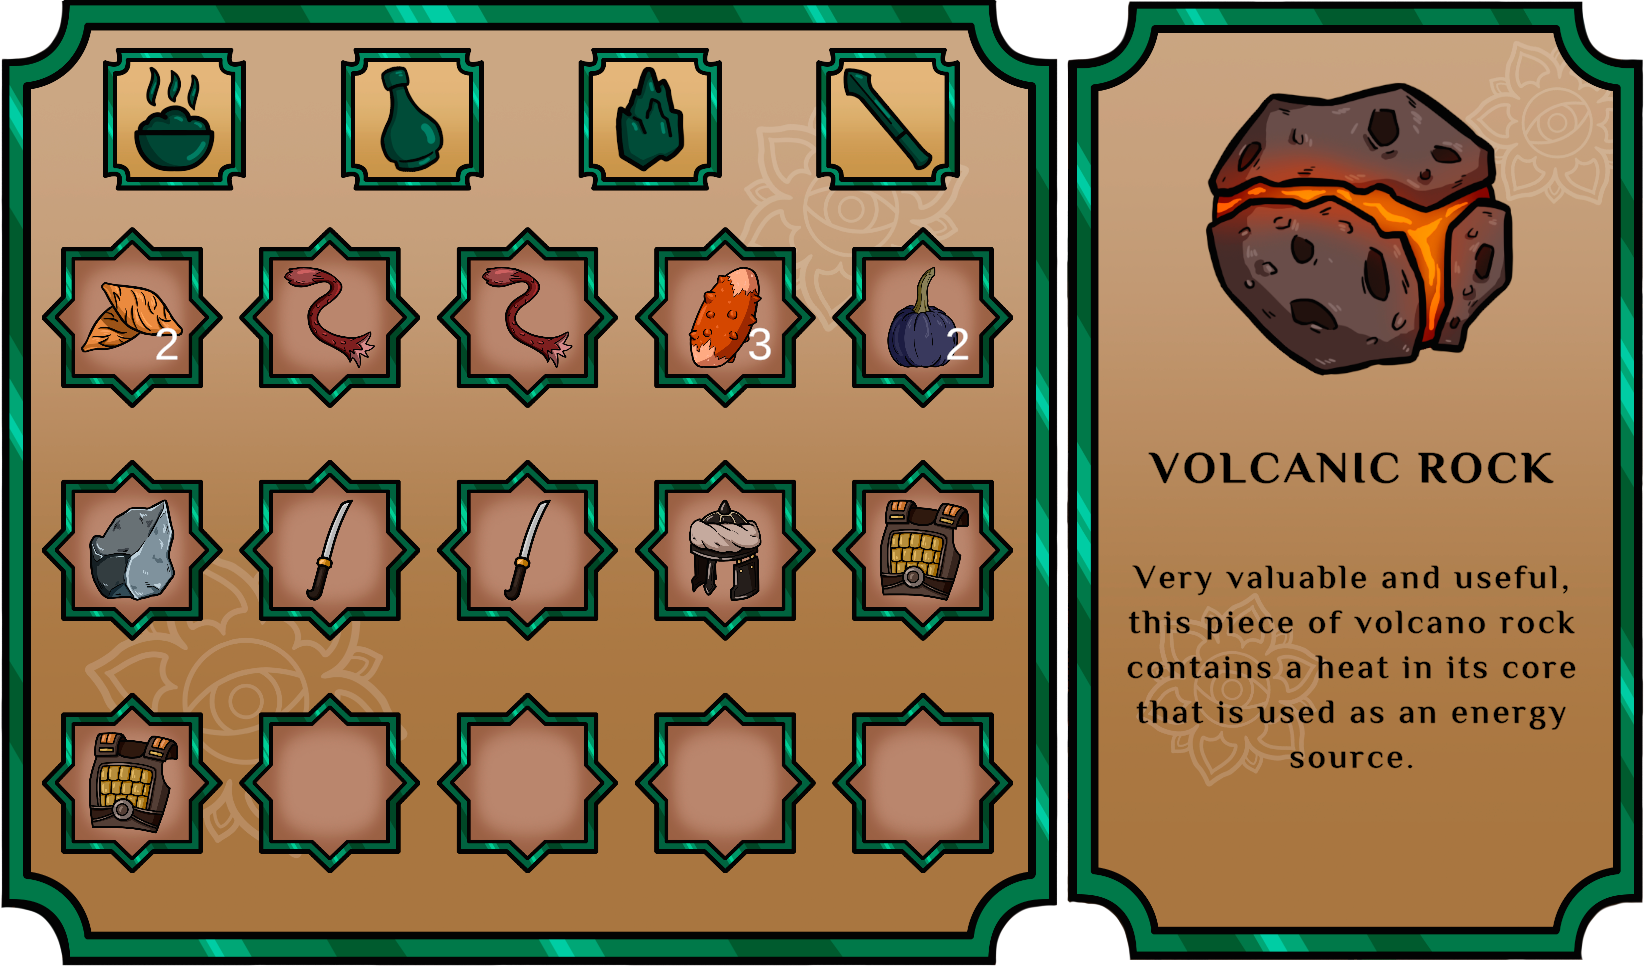 2
3
2
VOLCANIC ROCK
Very valuable and useful,
this piece of volcano rock
contains a heat in its core
that is used as an energy
source.